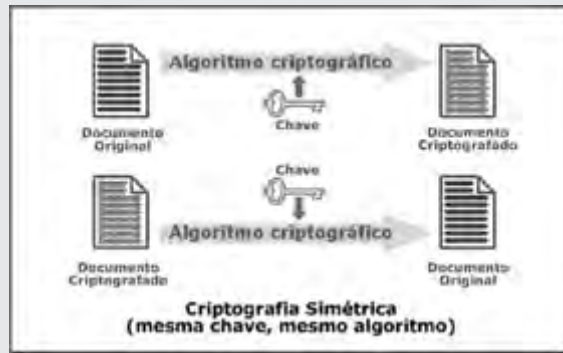 Algoritmo criptográfico
Chave
Documento
Original
Documento
Criptografado
Chave
Algoritmo criptográfico
Documento
Criptografado
Documento
Original
Criptografia Simétrica
(mesma chave, mesmo algoritmo)